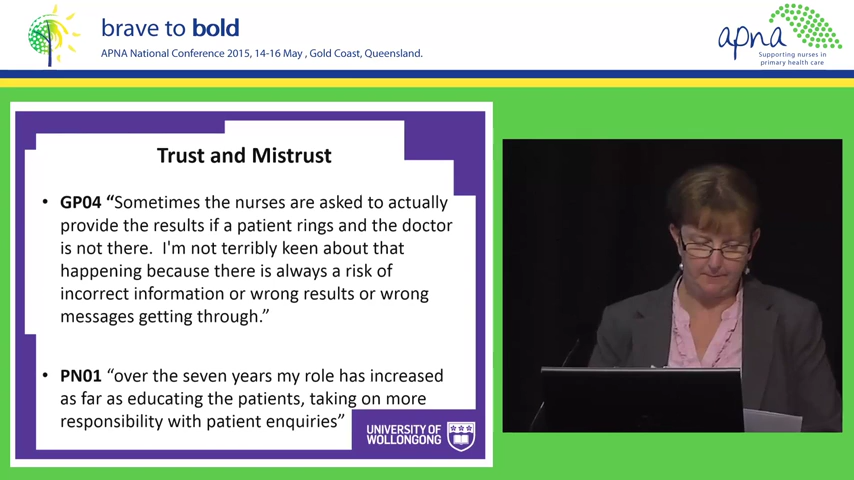 brave to bold
APNA National Conference 2015, 14-16 May , Gold Coast, Queensland.
apna
Supporting nurses in
primary health care
Trust and Mistrust
• GP04 “Sometimes the nurses are asked to actually
provide the results if a patient rings and the doctor
is not there. I'm not terribly keen about that
happening because there is always a risk of
incorrect information or wrong results or wrong
messages getting through.”
• PN01 “over the seven years my role has increased
as far as educating the patients, taking on more
responsibility with patient enquiries”
UNIVERSITY OF
WOLLONGONG